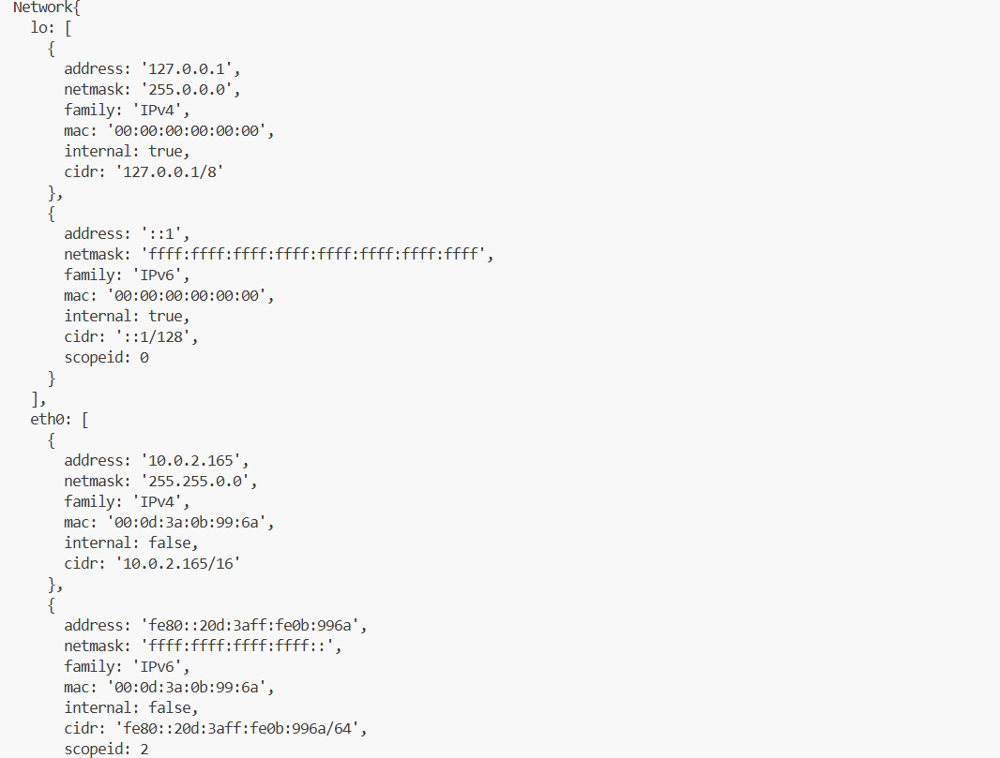 Network{
lo: [
{
address: '127.0.0.1',
netmask: '255.0.0.0',
family: 'IPv4',
mac: '00:00:00:00:00:00',
internal: true,
cidr: '127.0.0.1/8'
},
{
address: '::1',
netmask: 'ffff:ffff:ffff:ffff:ffff:ffff:ffff:ffff',
family: 'IPv6',
mac: '00:00:00:00:00:00',
internal: true,
cidr: '::1/128',
scopeid: 0
}
],
eth0: [
{
address: '10.0.2.165',
netmask: '255.255.0.0',
family: 'IPv4',
mac: '00:0d:3a:0b:99:6a',
internal: false,
cidr: '10.0.2.165/16'
},
{
address: 'fe80::20d:3aff:fe0b:996a',
netmask: 'ffff:ffff:ffff:ffff::',
family: 'IPv6',
mac: '00:0d:3a:0b:99:6a',
internal: false,
cidr: 'fe80::20d:3aff:fe0b:996a/64',
scopeid: 2